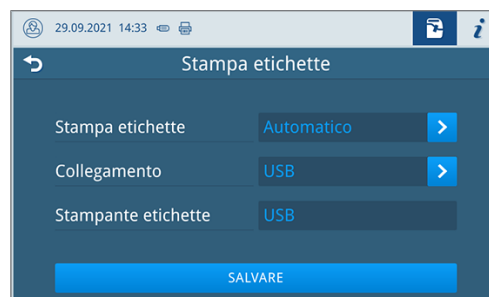 29.09.2021 14:33
i
Stampa etichette
Stampa etichette Automatico
Collegamento USB
Stampante etichette USB
SALVARE